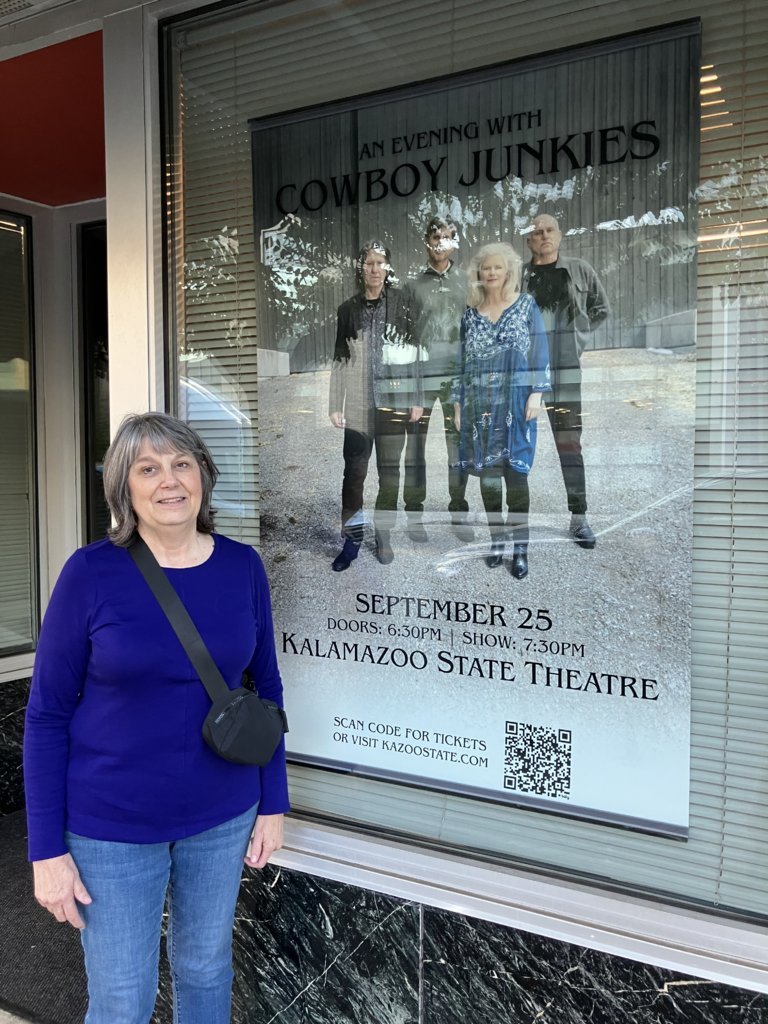 AN EVENING WITH
COWBOY JUNKIES
SEPTEMBER 25
DOORS: 6:30PM | SHOW: 7:30PM
KALAMAZOO STATE THEATRE
SCAN CODE FOR TICKETS
OR VISIT KAZOOSTATE.COM